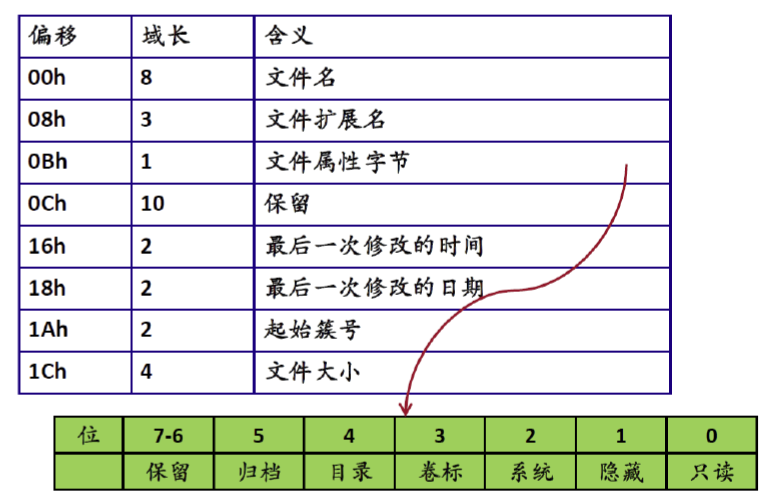 偏移 域长 含义
00h 8 文件名
08h 3 文件扩展名
0Bh 1 文件属性字节
0Ch 10 保留
16h 2 最后一次修改的时间
18h 2 最后一次修改的日期
1Ah 2 起始簇号
1Ch 4 文件大小
位 7-6 5 4 3 2 1 0
保留 归档 目录 卷标 系统 隐藏 只读